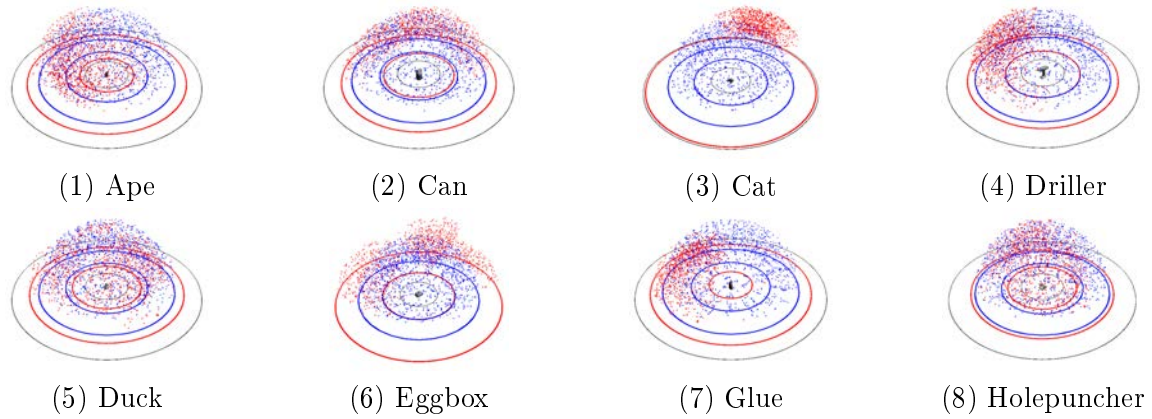 (1) Ape (2) Can (3) Cat (4) Driller
(5) Duck (6) Eggbox (7) Glue (8) Holepuncher